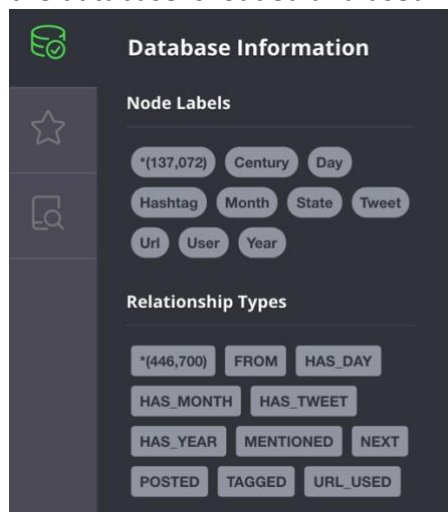 Database Information
Node Labels
*(137,072) Century Day
Hashtag Month State Tweet
Url User Year
Relationship Types
*(446,700) FROM HAS_DAY
HAS_MONTH HAS_TWEET
HAS_YEAR MENTIONED NEXT
POSTED TAGGED URL_USED